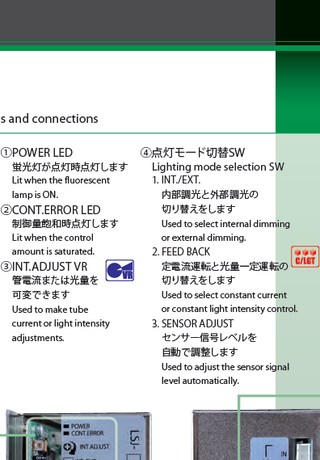 s and connections
①POWER LED
蛍光灯が点灯時点灯します
Lit when the fluorescent
lamp is ON.
②CONT.ERROR LED
制御量飽和時点灯します
Lit when the control
amount is saturated.
③INT.ADJUST VR
管電流または光量を
可変できます
Used to make tube
current or light intensity
adjustments.
VR
④点灯モード切替SW
Lighting mode selection SW
1. INT./EXT.
内部調光と外部調光の
切り替えをします
Used to select internal dimming
or external dimming.
2. FEED BACK
定電流運転と光量一定運転の
切り替えをします
Used to select constant current
or constant light intensity control.
C/LGT
3. SENSOR ADJUST
センサー信号レベルを
自動で調整します
Used to adjust the sensor signal
level automatically.
POWER
CONT.ERROR
INT.ADJUST
LSJ-
IN